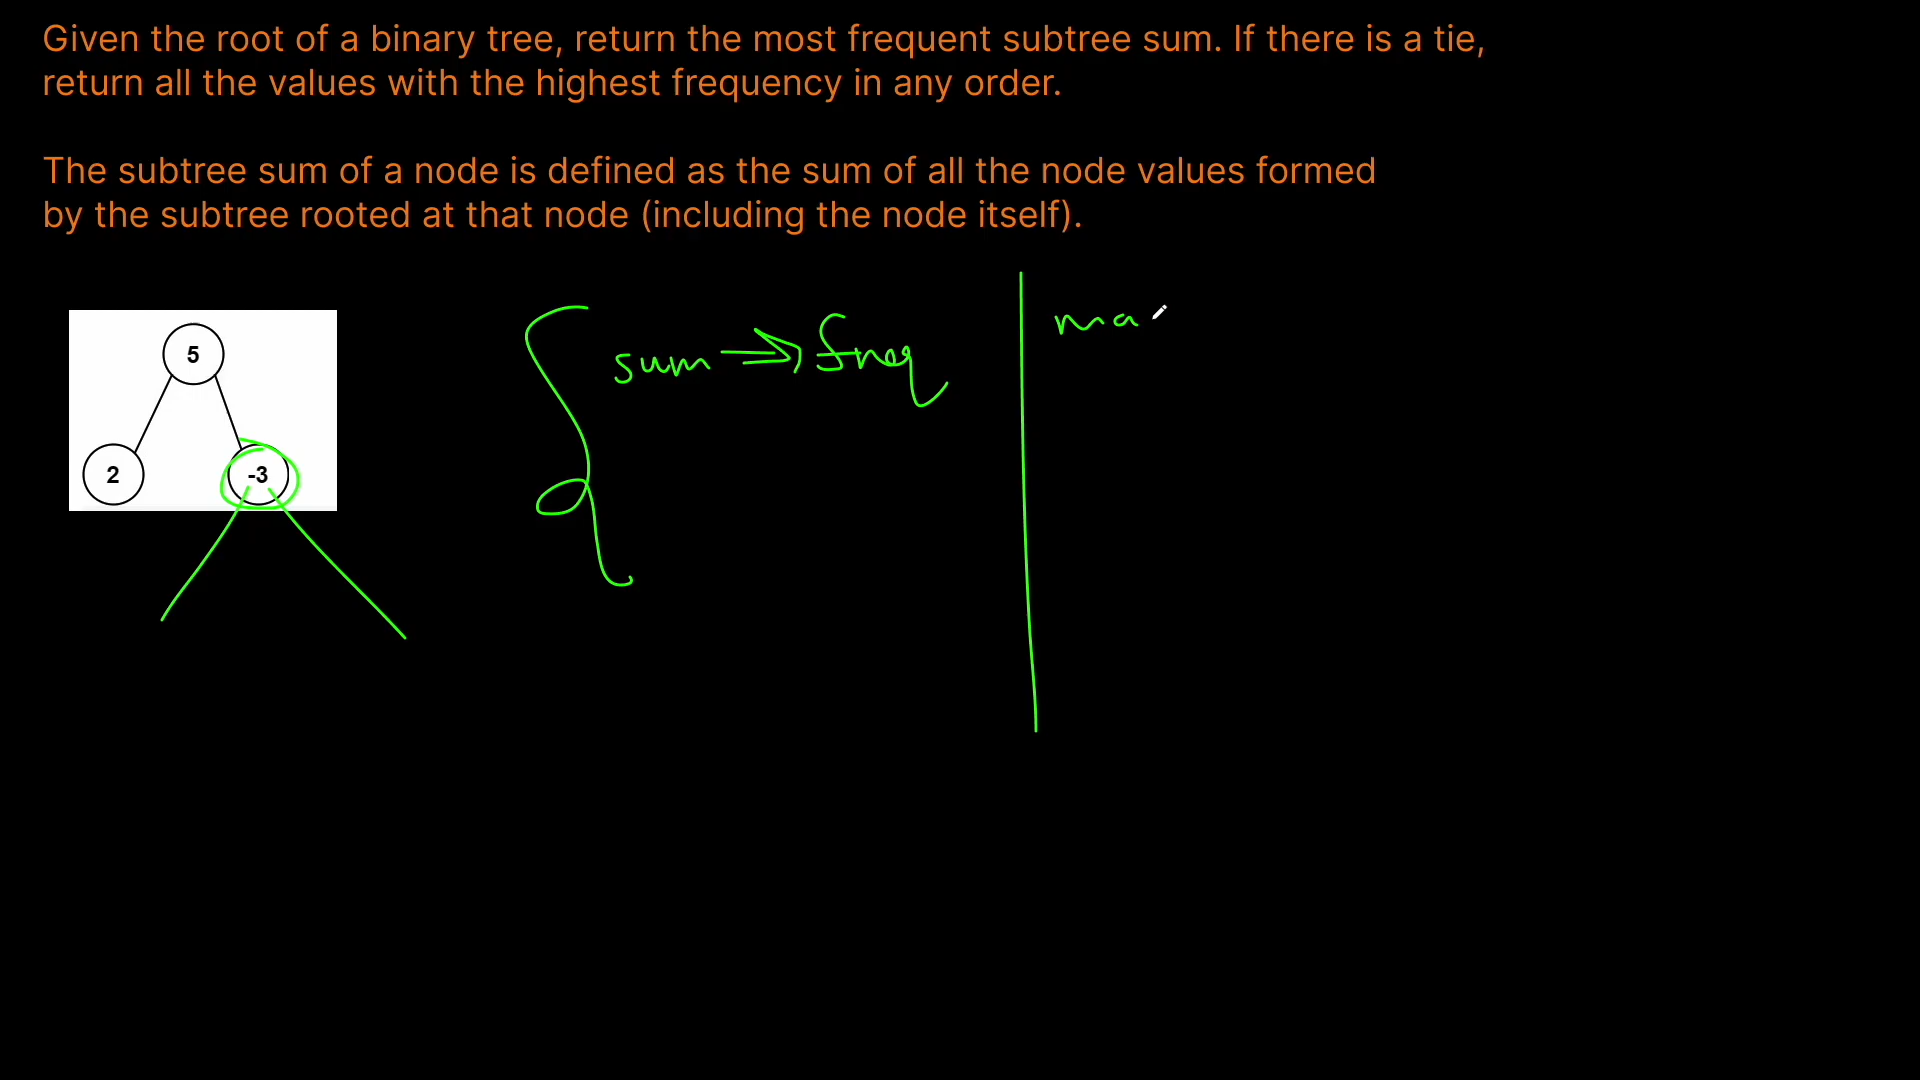 Given the root of a binary tree, return the most frequent subtree sum. If there is a tie,
return all the values with the highest frequency in any order.
The subtree sum of a node is defined as the sum of all the node values formed
by the subtree rooted at that node (including the node itself).
5
2 -3
sum => freq
ma